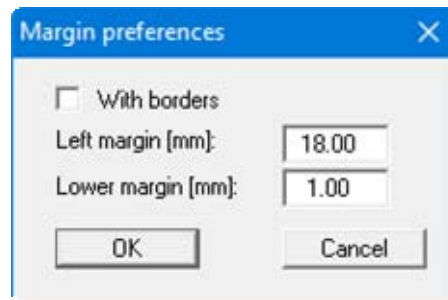 Margin preferences
With borders
Left margin [mm]: 18.00
Lower margin [mm]: 1.00
OK Cancel